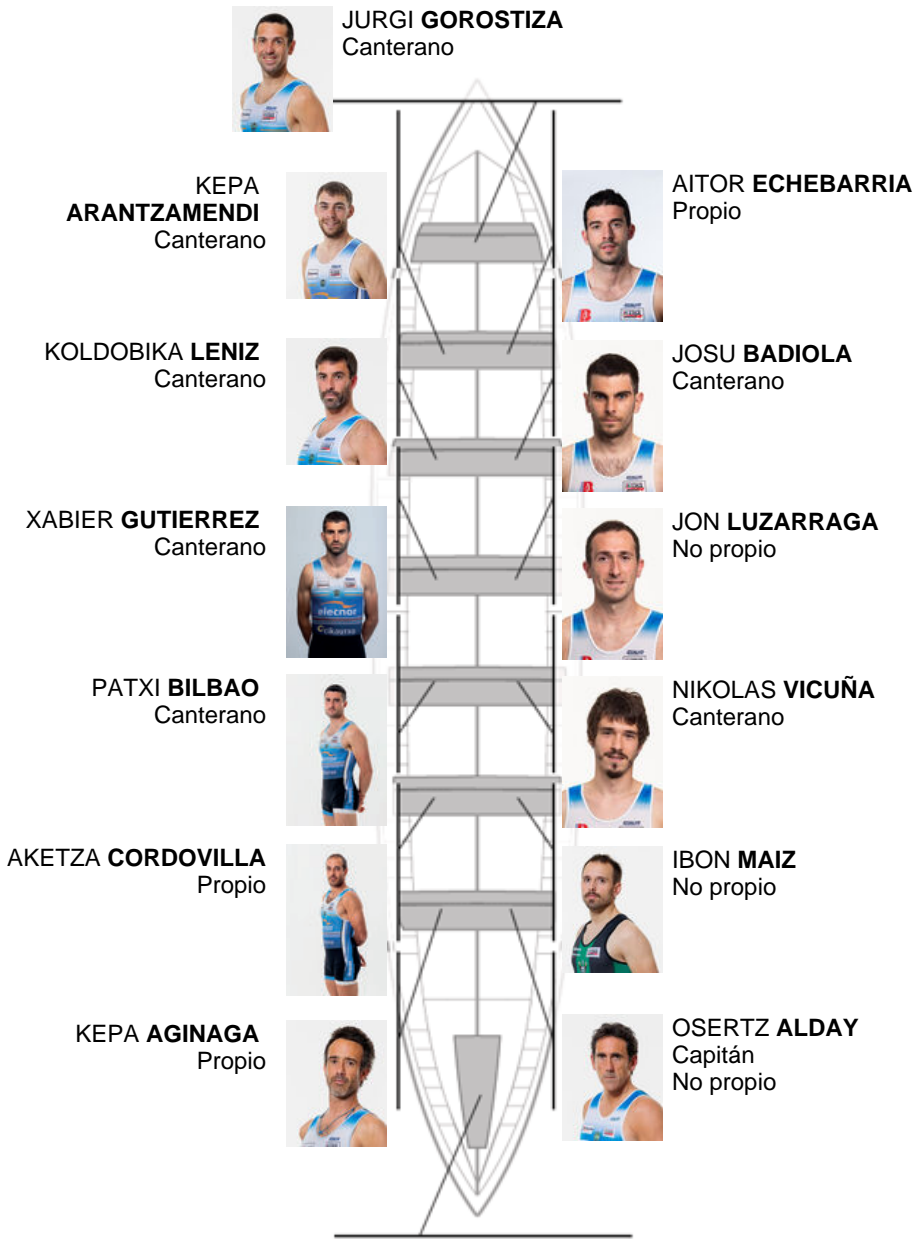 JURGI GOROSTIZA
Canterano
KEPA
ARANTZAMENDI
Canterano
AITOR ECHEBARRIA
Propio
KOLDOBIKA LENIZ
Canterano
JOSU BADIOLA
Canterano
XABIER GUTIERREZ
Canterano
elecnor
JON LUZARRAGA
No propio
PATXI BILBAO
Canterano
NIKOLAS VICUÑA
Canterano
AKETZA CORDOVILLA
Propio
IBON MAIZ
No propio
KEPA AGINAGA
Propio
OSERTZ ALDAY
Capitán
No propio